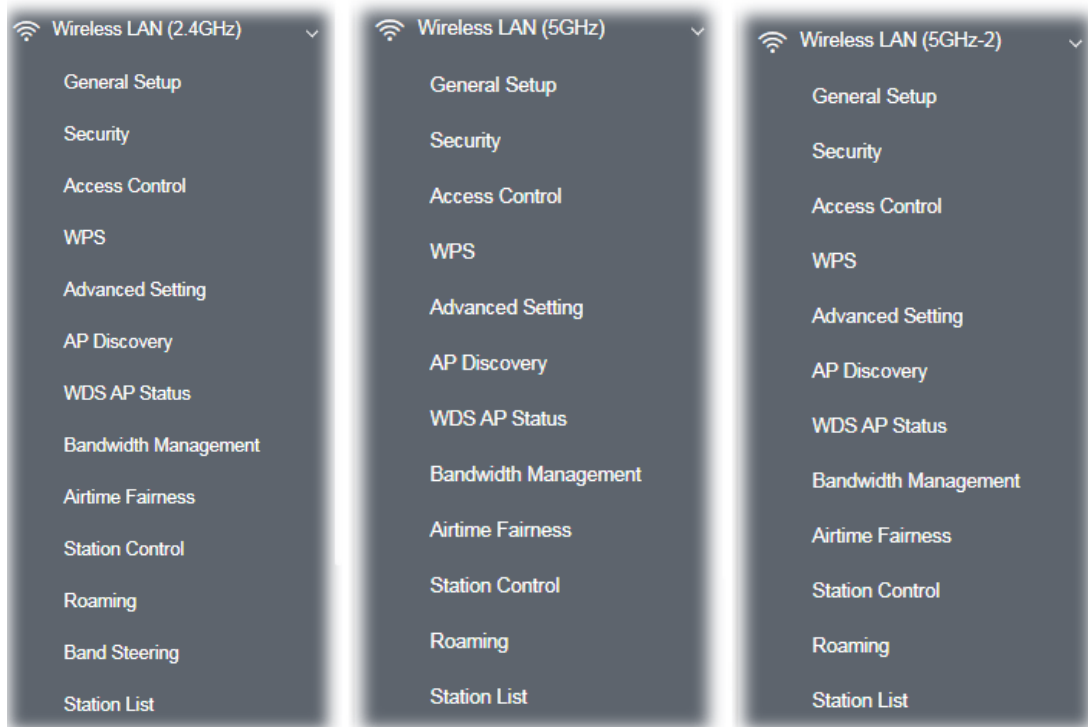 Wireless LAN (2.4GHz)
General Setup
Security
Access Control
WPS
Advanced Setting
AP Discovery
WDS AP Status
Bandwidth Management
Airtime Fairness
Station Control
Roaming
Band Steering
Station List
Wireless LAN (5GHz)
General Setup
Security
Access Control
WPS
Advanced Setting
AP Discovery
WDS AP Status
Bandwidth Management
Airtime Fairness
Station Control
Roaming
Station List
Wireless LAN (5GHz-2)
General Setup
Security
Access Control
WPS
Advanced Setting
AP Discovery
WDS AP Status
Bandwidth Management
Airtime Fairness
Station Control
Roaming
Station List